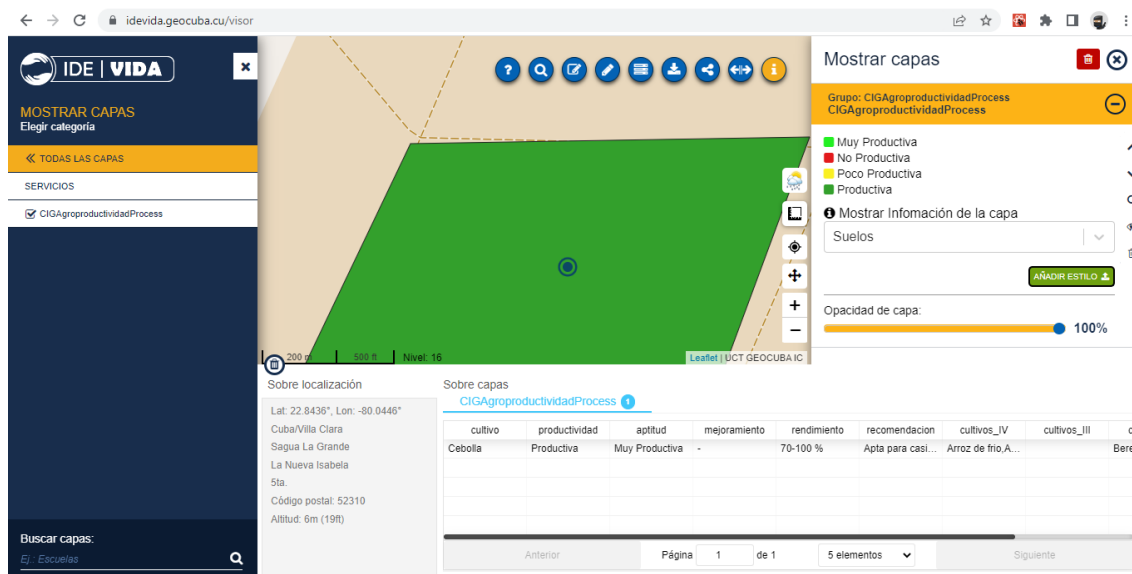 idevida.geocuba.cu/visor
IDE | VIDA
×
MOSTRAR CAPAS
Elegir categoría
TODAS LAS CAPAS
SERVICIOS
CIGAgroproductividadProcess
Buscar capas:
Ej.: Escuelas
?
i
+
−
200 m
500 ft
Nivel: 16
Leaflet | UCT GEOCUBA IC
Mostrar capas
Grupo: CIGAgroproductividadProcess
CIGAgroproductividadProcess
Muy Productiva
No Productiva
Poco Productiva
Productiva
Mostrar Infomación de la capa
Suelos
AÑADIR ESTILO
Opacidad de capa:
100%
Sobre localización
Lat: 22.8436°, Lon: -80.0446°
Cuba/Villa Clara
Sagua La Grande
La Nueva Isabela
5ta.
Código postal: 52310
Altitud: 6m (19ft)
Sobre capas
CIGAgroproductividadProcess 1
cultivo productividad aptitud mejoramiento rendimiento recomendacion cultivos_IV cultivos_III
Cebolla Productiva Muy Productiva - 70-100 % Apta para casi... Arroz de frio,A... Bere
Anterior Página 1 de 1 5 elementos Siguiente